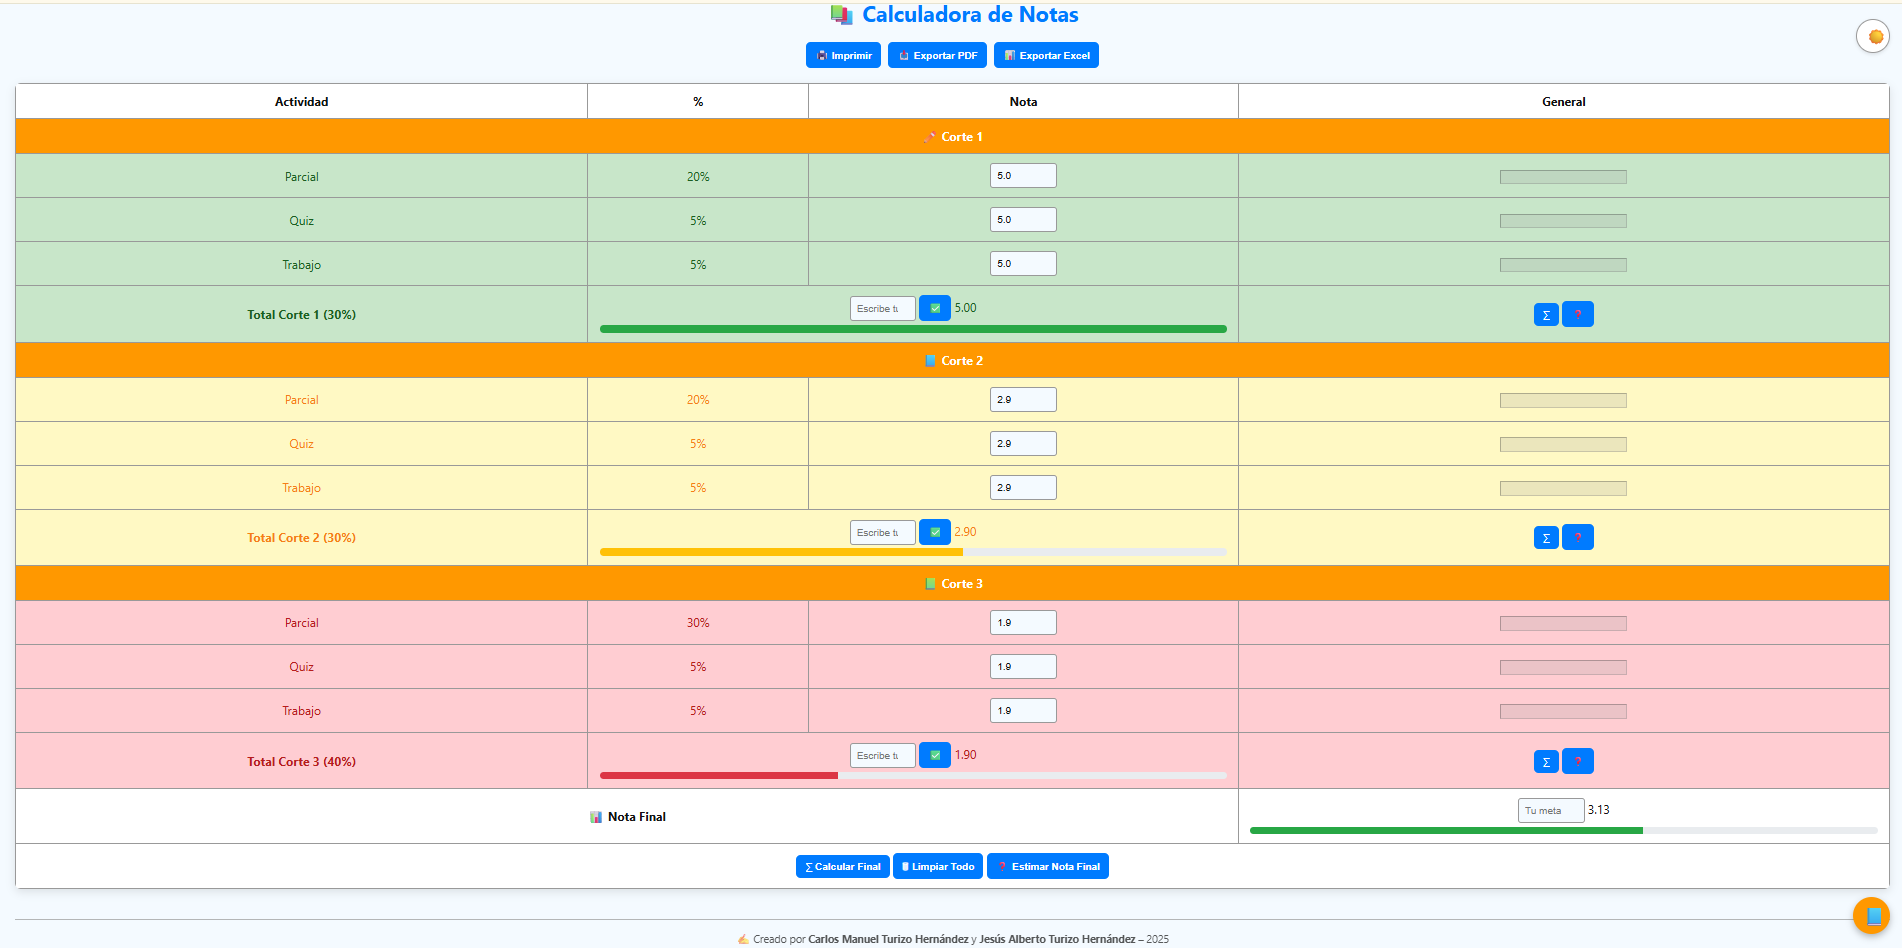 Calculadora de Notas
Imprimir Exportar PDF Exportar Excel
Actividad % Nota General
Corte 1
Parcial 20% 5.0
Quiz 5% 5.0
Trabajo 5% 5.0
Total Corte 1 (30%) Escribe 5.00 Σ
Corte 2
Parcial 20% 2.9
Quiz 5% 2.9
Trabajo 5% 2.9
Total Corte 2 (30%) Escribe 2.90 Σ
Corte 3
Parcial 30% 1.9
Quiz 5% 1.9
Trabajo 5% 1.9
Total Corte 3 (40%) Escribe 1.90 Σ
Nota Final Tu meta 3.13
Σ Calcular Final Limpiar Todo Estimar Nota Final
Creado por Carlos Manuel Turizo Hernández y Jesús Alberto Turizo Hernández – 2025